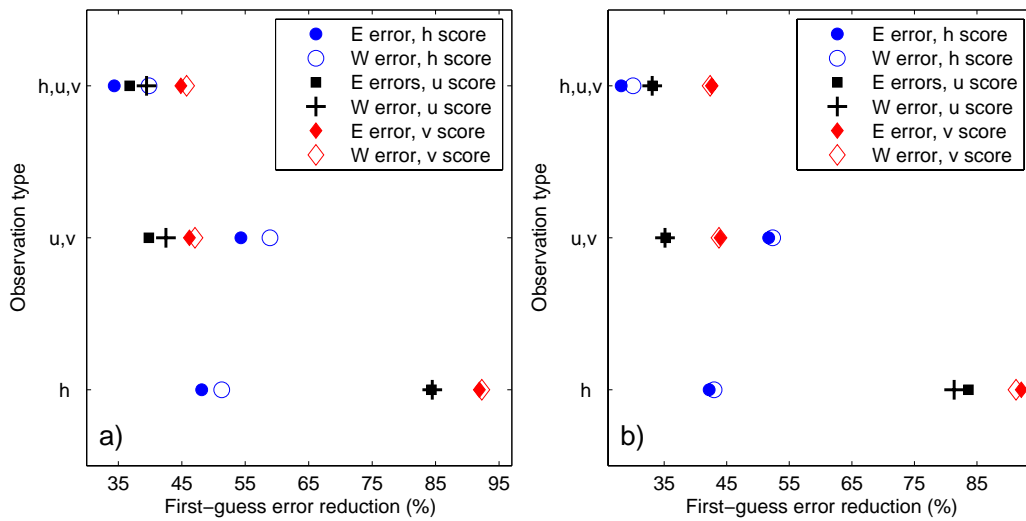 E error, h score
W error, h score
E errors, u score
W error, u score
E error, v score
W error, v score
h,u,v
u,v
h
Observation type
a)
35 45 55 65 75 85 95
First−guess error reduction (%)
E error, h score
W error, h score
E errors, u score
W error, u score
E error, v score
W error, v score
h,u,v
u,v
h
Observation type
b)
35 45 55 65 75 85
First−guess error reduction (%)